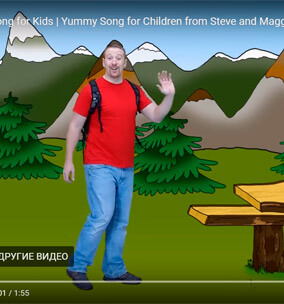 ong for Kids | Yummy Song for Children from Steve and Magg
ДРУГИЕ ВИДЕО
01 / 1:55